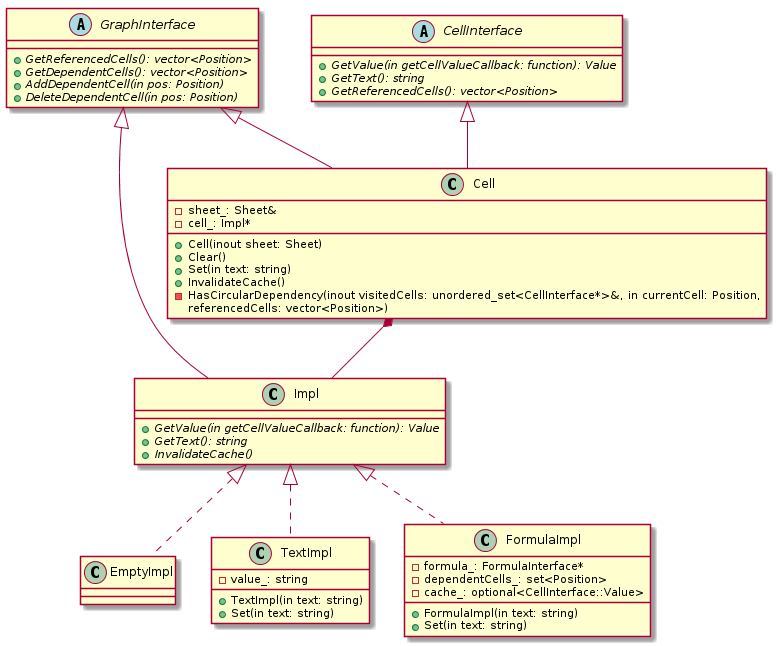 A GraphInterface
GetReferencedCells(): vector<Position>
GetDependentCells(): vector<Position>
AddDependentCell(in pos: Position)
DeleteDependentCell(in pos: Position)
A CellInterface
GetValue(in getCellValueCallback: function): Value
GetText(): string
GetReferencedCells(): vector<Position>
C Cell
sheet_: Sheet&
cell_: Impl*
Cell(inout sheet: Sheet)
Clear()
Set(in text: string)
InvalidateCache()
HasCircularDependency(inout visitedCells: unordered_set<CellInterface*>&, in currentCell: Position,
referencedCells: vector<Position>)
C Impl
GetValue(in getCellValueCallback: function): Value
GetText(): string
InvalidateCache()
C EmptyImpl
C TextImpl
value_: string
TextImpl(in text: string)
Set(in text: string)
C FormulaImpl
formula_: FormulaInterface*
dependentCells_: set<Position>
cache_: optional<CellInterface::Value>
FormulaImpl(in text: string)
Set(in text: string)